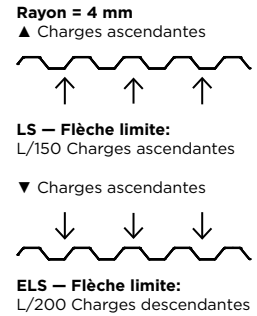 Rayon = 4 mm
▲ Charges ascendantes
LS — Flèche limite:
L/150 Charges ascendantes
▼ Charges ascendantes
ELS — Flèche limite:
L/200 Charges descendantes